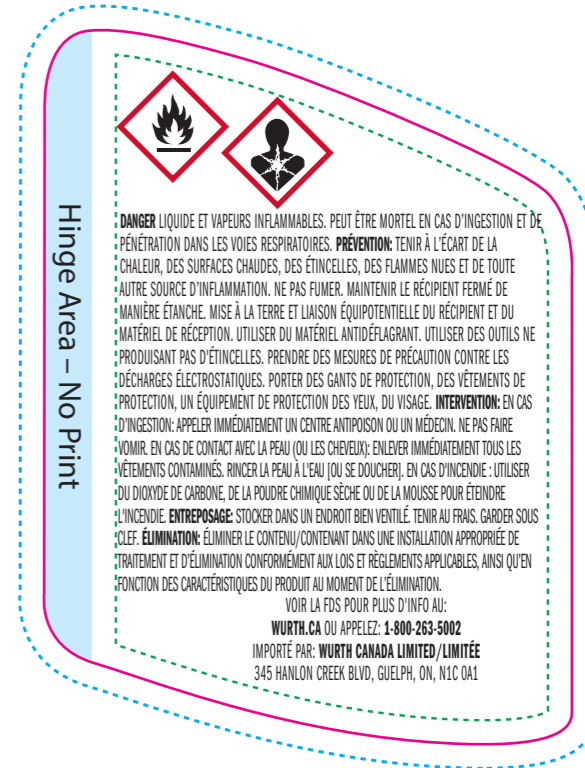 Hinge Area – No Print
DANGER LIQUIDE ET VAPEURS INFLAMMABLES. PEUT ÊTRE MORTEL EN CAS D'INGESTION ET DE
PÉNÉTRATION DANS LES VOIES RESPIRATOIRES. PRÉVENTION: TENIR À L'ÉCART DE LA
CHALEUR, DES SURFACES CHAUDES, DES ÉTINCELLES, DES FLAMMES NUES ET DE TOUTE
AUTRE SOURCE D'INFLAMMATION. NE PAS FUMER. MAINTENIR LE RÉCIPIENT FERMÉ DE
MANIÈRE ÉTANCHE. MISE À LA TERRE ET LIAISON ÉQUIPOTENTIELLE DU RÉCIPIENT ET DU
MATÉRIEL DE RÉCEPTION. UTILISER DU MATÉRIEL ANTIDÉFLAGRANT. UTILISER DES OUTILS NE
PRODUISANT PAS D'ÉTINCELLES. PRENDRE DES MESURES DE PRÉCAUTION CONTRE LES
DÉCHARGES ÉLECTROSTATIQUES. PORTER DES GANTS DE PROTECTION, DES VÊTEMENTS DE
PROTECTION, UN ÉQUIPEMENT DE PROTECTION DES YEUX, DU VISAGE. INTERVENTION: EN CAS
D'INGESTION: APPELER IMMÉDIATEMENT UN CENTRE ANTIPOISON OU UN MÉDECIN. NE PAS FAIRE
VOMIR. EN CAS DE CONTACT AVEC LA PEAU (OU LES CHEVEUX): ENLEVER IMMÉDIATEMENT TOUS LES
VÊTEMENTS CONTAMINÉS. RINCER LA PEAU À L'EAU [OU SE DOUCHER]. EN CAS D'INCENDIE : UTILISER
DU DIOXYDE DE CARBONE, DE LA POUDRE CHIMIQUE SÈCHE OU DE LA MOUSSE POUR ÉTEINDRE
L'INCENDIE. ENTREPOSAGE: STOCKER DANS UN ENDROIT BIEN VENTILÉ. TENIR AU FRAIS. GARDER SOUS
CLEF. ÉLIMINATION: ÉLIMINER LE CONTENU/CONTENANT DANS UNE INSTALLATION APPROPRIÉE DE
TRAITEMENT ET D'ÉLIMINATION CONFORMÉMENT AUX LOIS ET RÈGLEMENTS APPLICABLES, AINSI QU'EN
FONCTION DES CARACTÉRISTIQUES DU PRODUIT AU MOMENT DE L'ÉLIMINATION.
VOIR LA FDS POUR PLUS D'INFO AU:
WURTH.CA OU APPELEZ: 1-800-263-5002
IMPORTÉ PAR: WURTH CANADA LIMITED/LIMITÉE
345 HANLON CREEK BLVD, GUELPH, ON, N1C 0A1